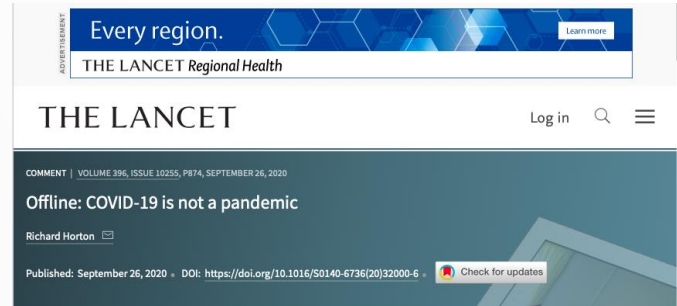 ADVERTISEMENT
Every region.
Learn more
THE LANCET Regional Health
THE LANCET
Log in
COMMENT | VOLUME 396, ISSUE 10255, P874, SEPTEMBER 26, 2020
Offline: COVID-19 is not a pandemic
Richard Horton
Published: September 26, 2020 • DOI: https://doi.org/10.1016/S0140-6736(20)32000-6 • Check for updates